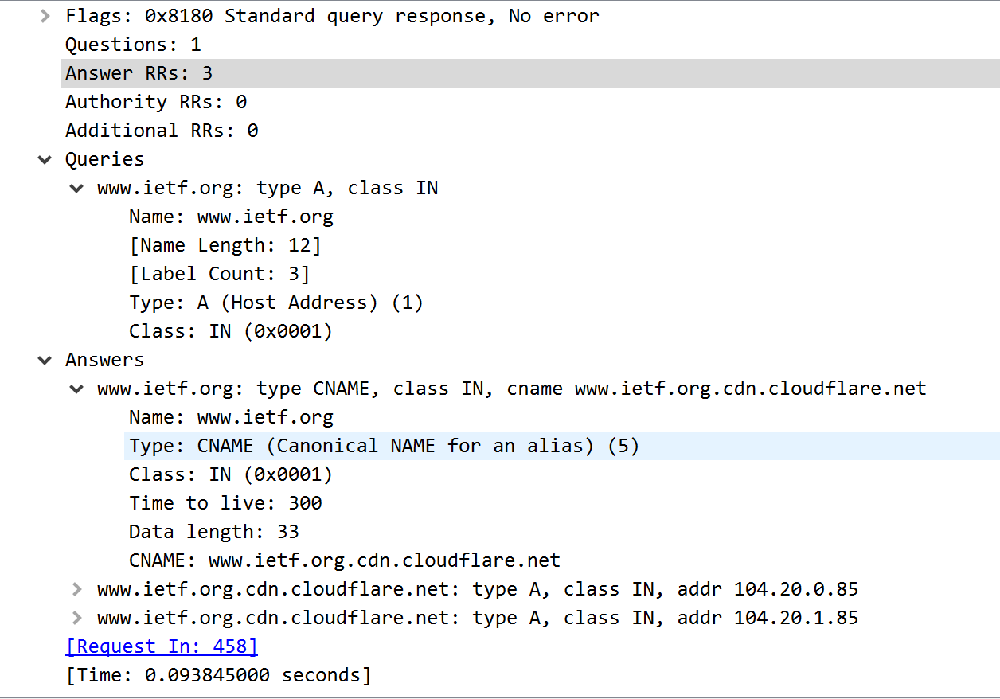 Flags: 0x8180 Standard query response, No error
Questions: 1
Answer RRs: 3
Authority RRs: 0
Additional RRs: 0
Queries
www.ietf.org: type A, class IN
Name: www.ietf.org
[Name Length: 12]
[Label Count: 3]
Type: A (Host Address) (1)
Class: IN (0x0001)
Answers
www.ietf.org: type CNAME, class IN, cname www.ietf.org.cdn.cloudflare.net
Name: www.ietf.org
Type: CNAME (Canonical NAME for an alias) (5)
Class: IN (0x0001)
Time to live: 300
Data length: 33
CNAME: www.ietf.org.cdn.cloudflare.net
www.ietf.org.cdn.cloudflare.net: type A, class IN, addr 104.20.0.85
www.ietf.org.cdn.cloudflare.net: type A, class IN, addr 104.20.1.85
[Request In: 458]
[Time: 0.093845000 seconds]